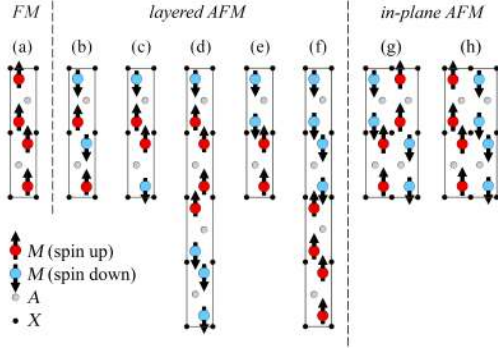 FM layered AFM in-plane AFM
(a) (b) (c) (d) (e) (f) (g) (h)
M (spin up)
M (spin down)
A
X